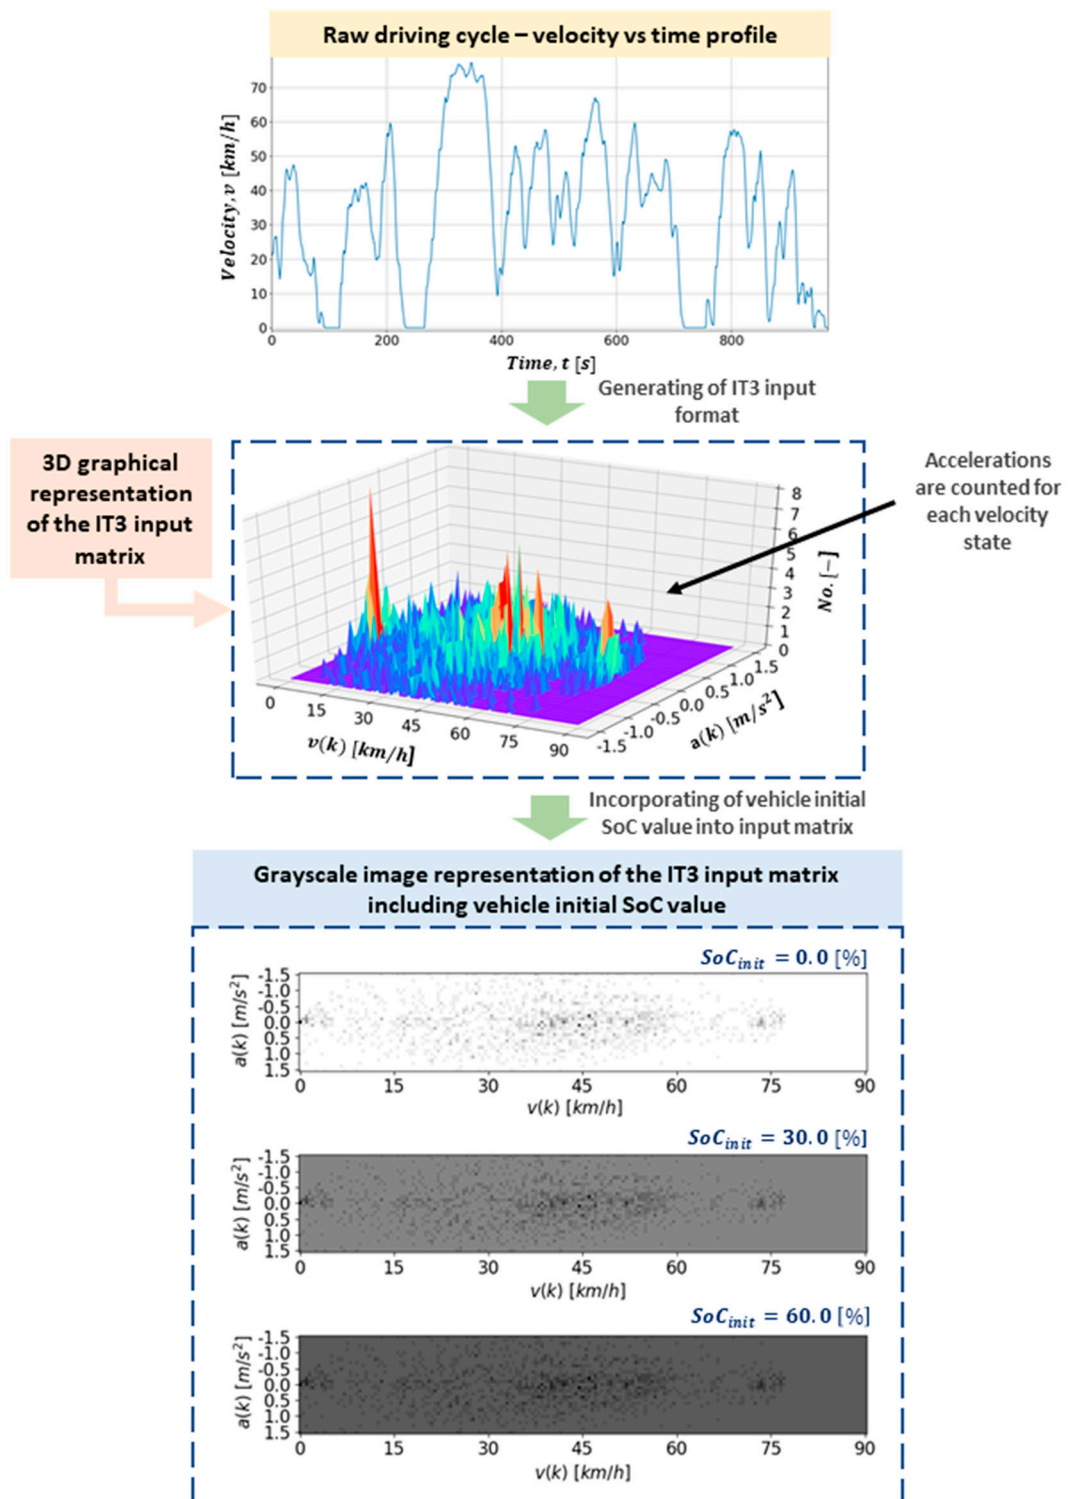 Raw driving cycle – velocity vs time profile
70
60
50
40
30
20
10
0
Velocity, v [km/h]
0 200 400 600 800
Time, t [s]
Generating of IT3 input
format
3D graphical
representation
of the IT3 input
matrix
Accelerations
are counted for
each velocity
state
8
7
6
5
4
3
2
1
0
No. [−]
0 15 30 45 60 75 90
v(k) [km/h]
-1.5 -1.0 -0.5 0.0 0.5 1.0 1.5
a(k) [m/s²]
Incorporating of vehicle initial
SoC value into input matrix
Grayscale image representation of the IT3 input matrix
including vehicle initial SoC value
SoCinit = 0.0 [%]
a(k) [m/s²]
-1.5
-1.0
-0.5
0.0
0.5
1.0
1.5
0 15 30 45 60 75 90
v(k) [km/h]
SoCinit = 30.0 [%]
a(k) [m/s²]
-1.5
-1.0
-0.5
0.0
0.5
1.0
1.5
0 15 30 45 60 75 90
v(k) [km/h]
SoCinit = 60.0 [%]
a(k) [m/s²]
-1.5
-1.0
-0.5
0.0
0.5
1.0
1.5
0 15 30 45 60 75 90
v(k) [km/h]